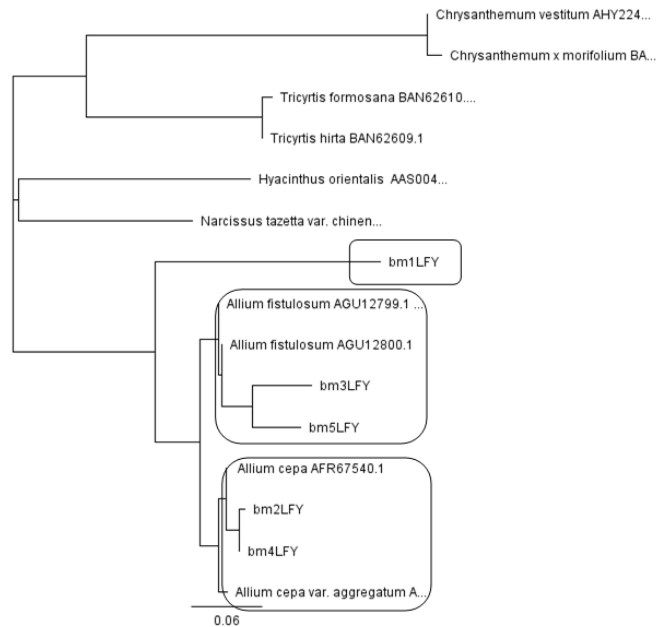 Chrysanthemum vestitum AHY224...
Chrysanthemum x morifolium BA...
Tricyrtis formosana BAN62610....
Tricyrtis hirta BAN62609.1
Hyacinthus orientalis AAS004...
Narcissus tazetta var. chinen...
bm1LFY
Allium fistulosum AGU12799.1 ...
Allium fistulosum AGU12800.1
bm3LFY
bm5LFY
Allium cepa AFR67540.1
bm2LFY
bm4LFY
Allium cepa var. aggregatum A...
0.06